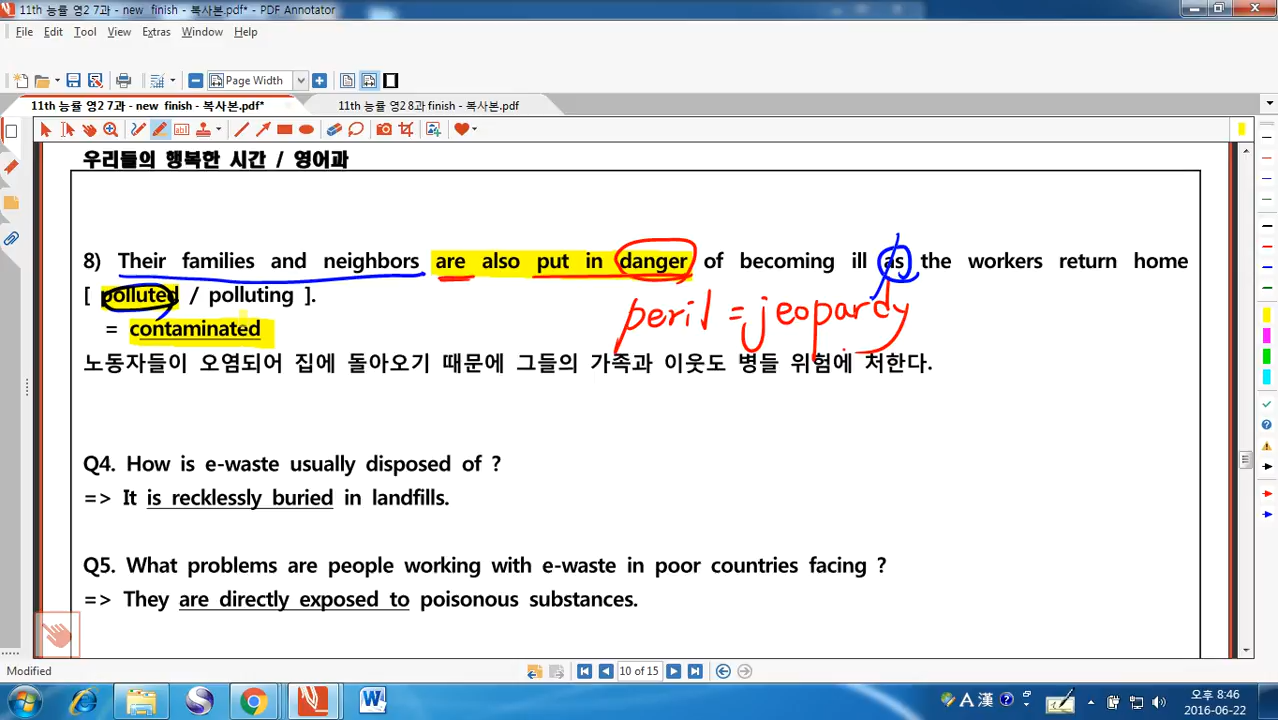 11th 능률 영2 7과 - new finish - 복사본.pdf* - PDF Annotator
File Edit Tool View Extras Window Help
Page Width
11th 능률 영2 7과 - new finish - 복사본.pdf* 11th 능률 영2 8과 finish - 복사본.pdf
우리들의 행복한 시간 / 영어과
8) Their families and neighbors are also put in danger of becoming ill as the workers return home
[ polluted / polluting ].
peril = jeopardy
= contaminated
노동자들이 오염되어 집에 돌아오기 때문에 그들의 가족과 이웃도 병들 위험에 처한다.
Q4. How is e-waste usually disposed of ?
=> It is recklessly buried in landfills.
Q5. What problems are people working with e-waste in poor countries facing ?
=> They are directly exposed to poisonous substances.
Modified 10 of 15
A 漢 오후 8:46
2016-06-22